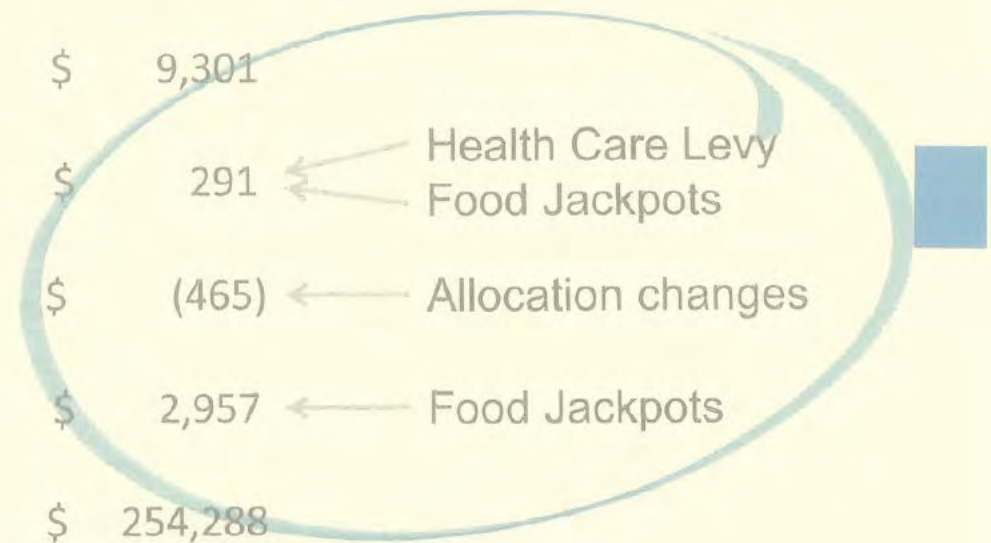 $ 9,301
Health Care Levy
$ 291
Food Jackpots
$ (465) Allocation changes
$ 2,957 Food Jackpots
$ 254,288